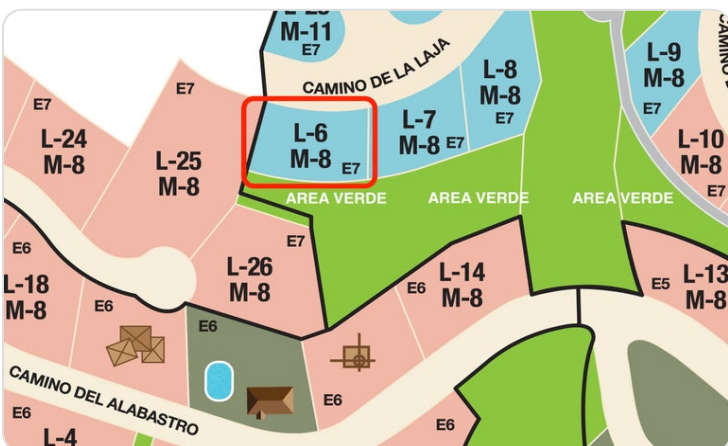 M-11
E7
CAMINO DE LA LAJA
L-8
M-8
E7
L-9
M-8
E7
E7
L-24
M-8
E7
L-25
M-8
L-6
M-8
E7
L-7
M-8
E7
L-10
M-8
E7
AREA VERDE
AREA VERDE
AREA VERDE
E6
L-18
M-8
E7
L-26
M-8
E6
L-14
M-8
E5
L-13
M-8
E6
E6
E6
E6
CAMINO DEL ALABASTRO
E6
L-4